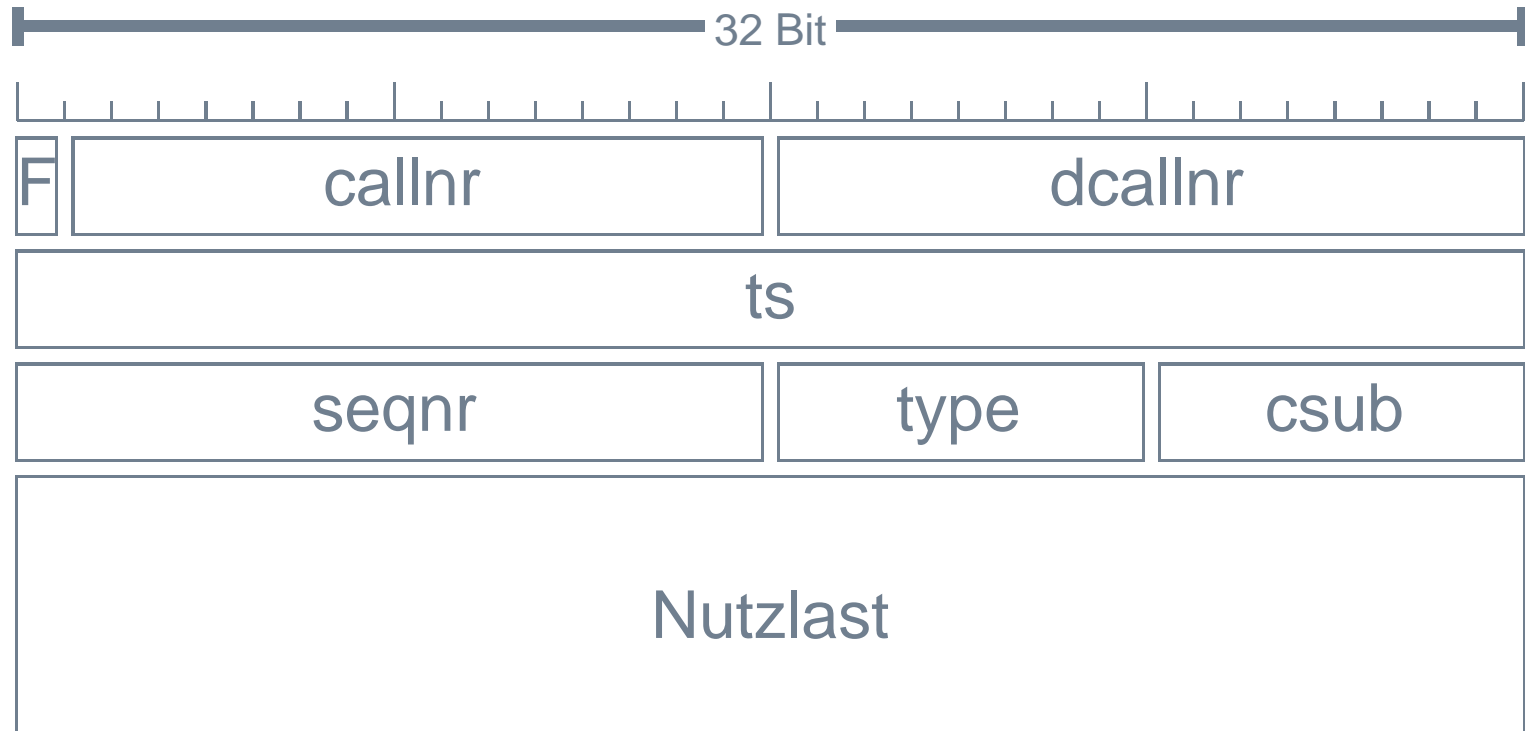 32 Bit
F callnr dcallnr
ts
seqnr type csub
Nutzlast